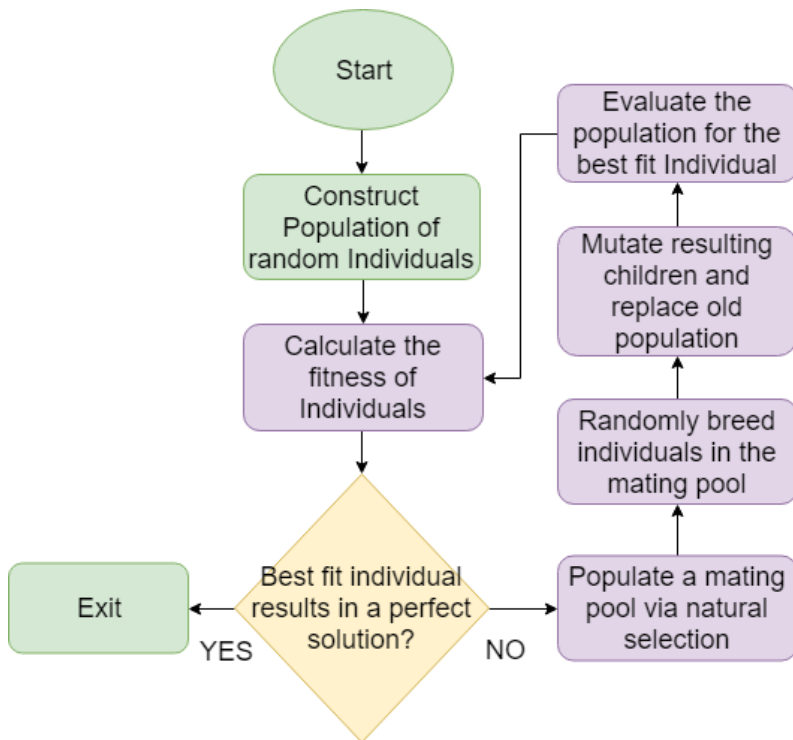 Start
Construct
Population of
random Individuals
Calculate the
fitness of
Individuals
Best fit individual
results in a perfect
solution?
YES
Exit
NO
Populate a mating
pool via natural
selection
Randomly breed
individuals in the
mating pool
Mutate resulting
children and
replace old
population
Evaluate the
population for the
best fit Individual